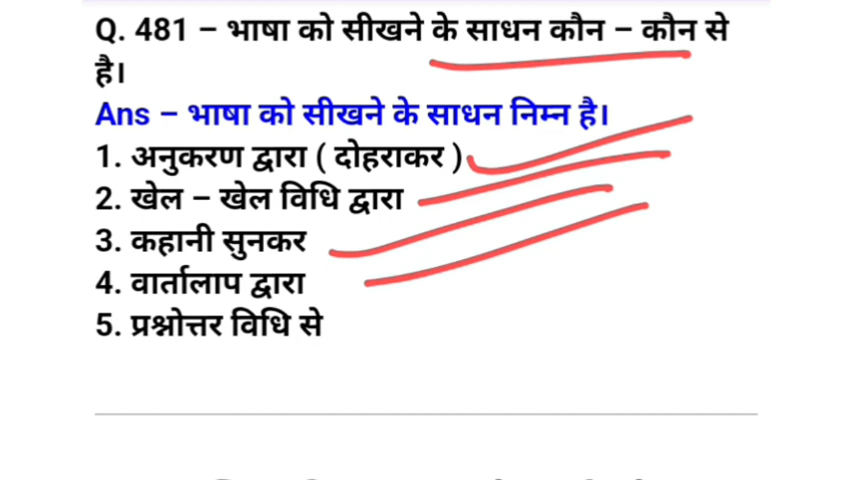 Q. 481 – भाषा को सीखने के साधन कौन – कौन से
है।
Ans – भाषा को सीखने के साधन निम्न है।
1. अनुकरण द्वारा ( दोहराकर )
2. खेल – खेल विधि द्वारा
3. कहानी सुनकर
4. वार्तालाप द्वारा
5. प्रश्नोत्तर विधि से